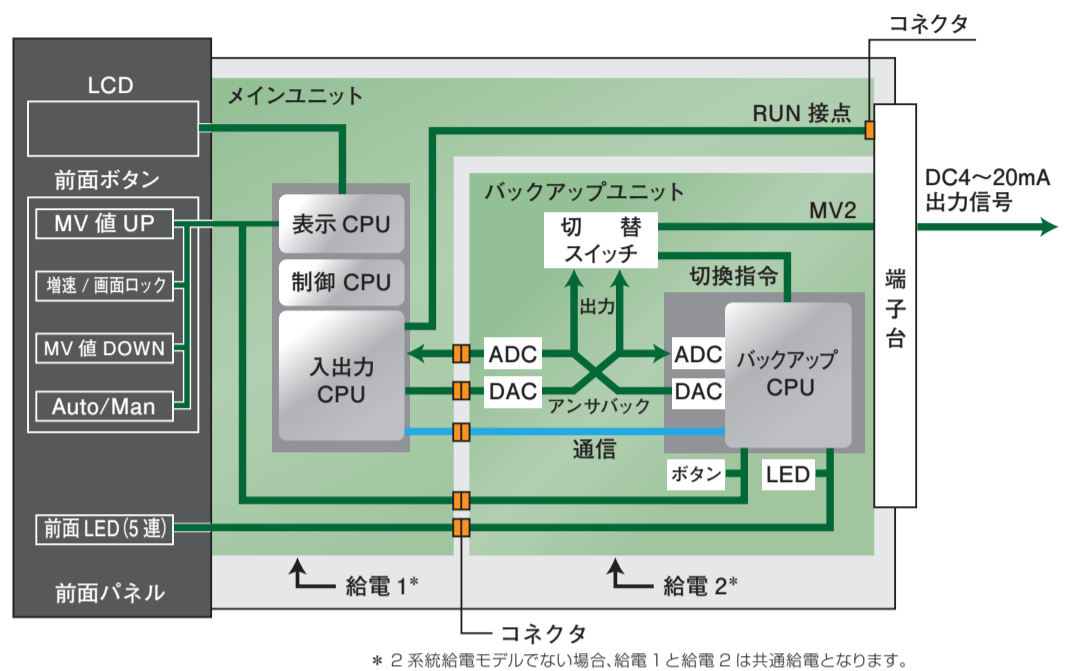 コネクタ
LCD
メインユニット
RUN 接点
前面ボタン
バックアップユニット
DC4〜20mA
出力信号
MV 値 UP
表示 CPU
切 替
スイッチ
MV2
増速 / 画面ロック
制御 CPU
切換指令
端子台
出力
MV 値 DOWN
入出力
CPU
ADC
ADC
バックアップ
CPU
DAC
DAC
Auto/Man
アンサバック
通信
ボタン
LED
前面 LED(5 連)
前面パネル
給電 1*
給電 2*
コネクタ
* 2 系統給電モデルでない場合、給電 1 と給電 2 は共通給電となります。